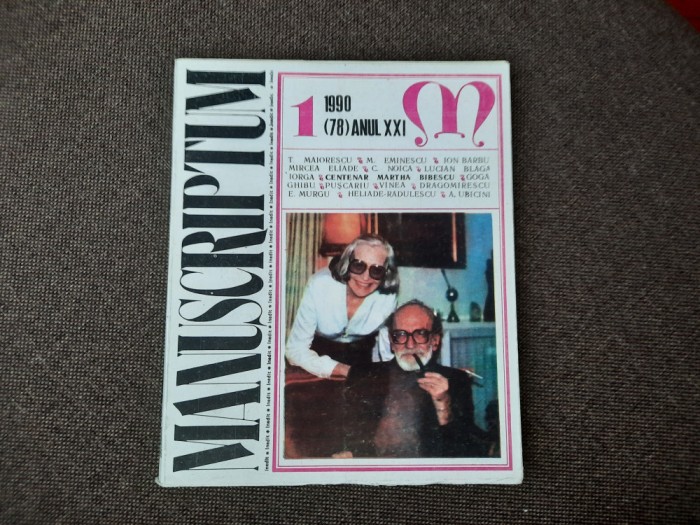 MANUSCRIPTUM
1 1990
(78) ANUL XXI
M
T. MAIORESCU M. EMINESCU ION BARBU
MIRCEA ELIADE C. NOICA LUCIAN BLAGA
IORGA CENTENAR MARTHA BIBESCU GOGA
GHIBU PUȘCARIU VINEA DRAGOMIRESCU
E. MURGU HELIADE-RADULESCU A. UBICINI